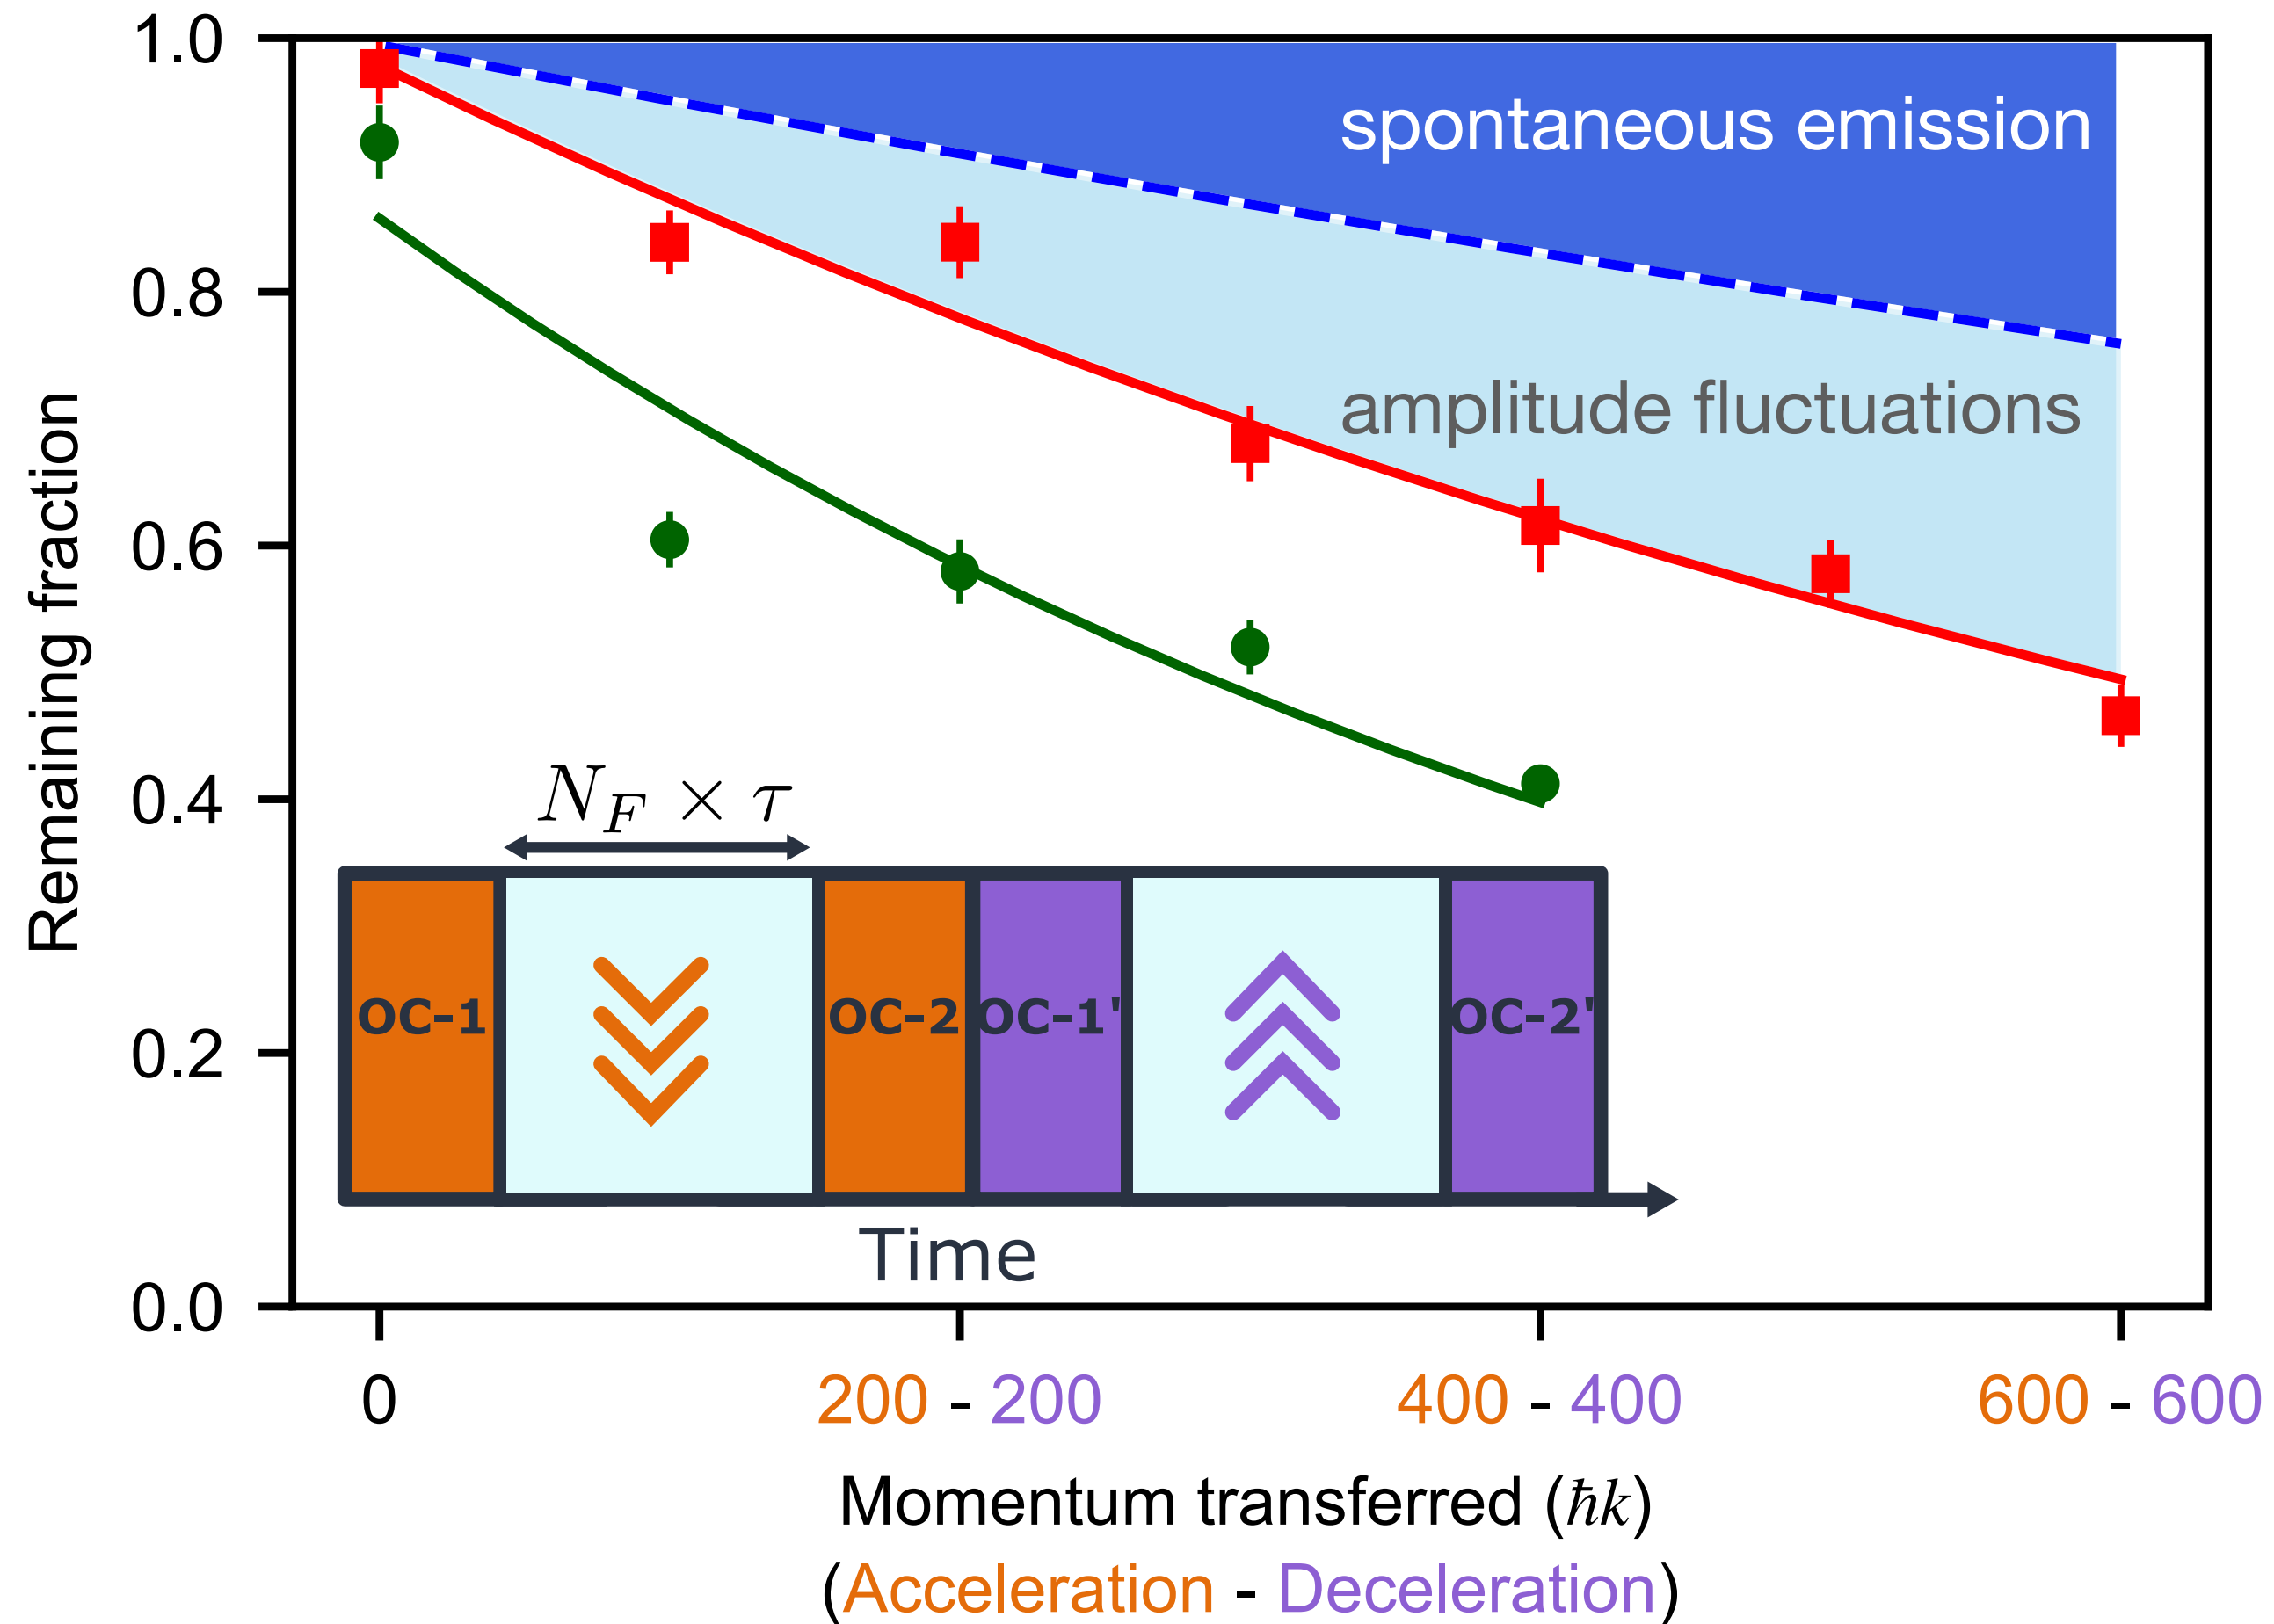 1.0
spontaneous emission
0.8
amplitude fluctuations
Remaining fraction
0.6
0.4
N_F × τ
OC-1
OC-2
OC-1'
OC-2'
0.2
Time
0.0
0
200 - 200
400 - 400
600 - 600
Momentum transferred (ħk)
(Acceleration - Deceleration)